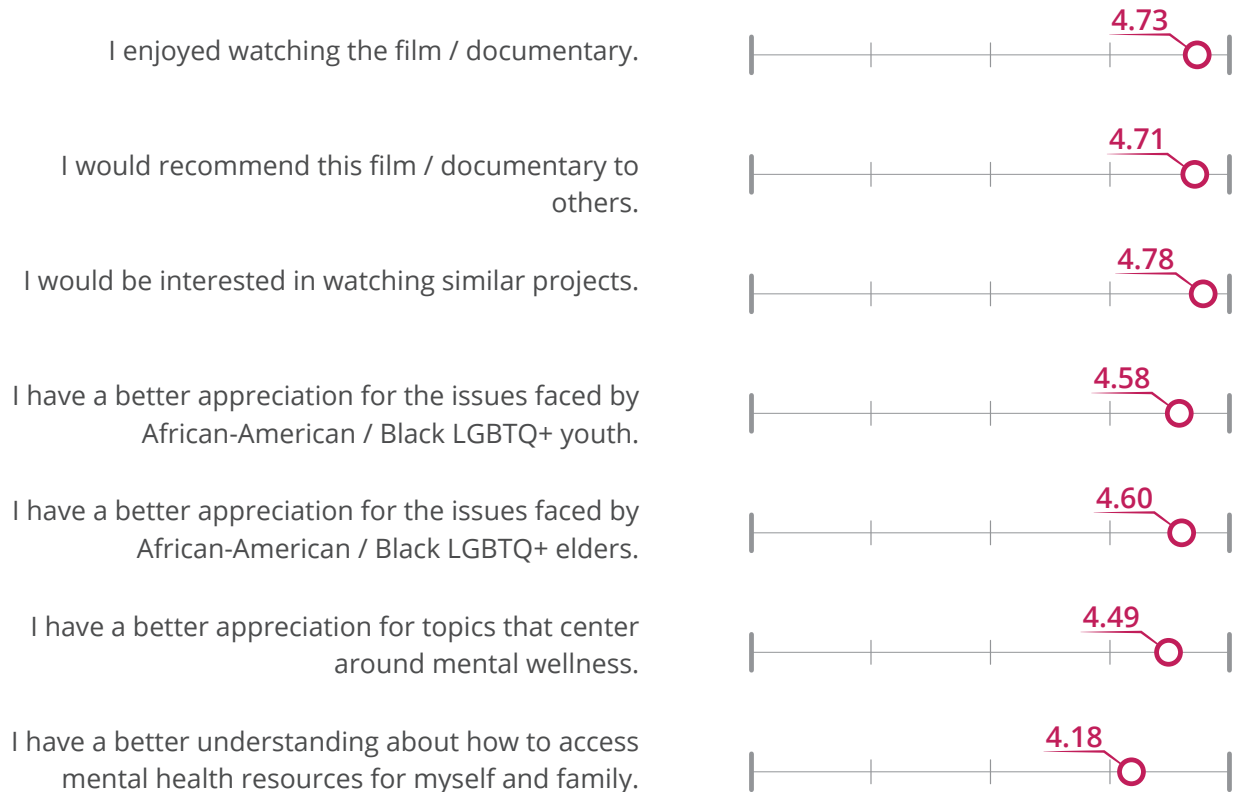 4.73
I enjoyed watching the film / documentary.
4.71
I would recommend this film / documentary to
others.
4.78
I would be interested in watching similar projects.
4.58
I have a better appreciation for the issues faced by
African-American / Black LGBTQ+ youth.
4.60
I have a better appreciation for the issues faced by
African-American / Black LGBTQ+ elders.
4.49
I have a better appreciation for topics that center
around mental wellness.
4.18
I have a better understanding about how to access
mental health resources for myself and family.